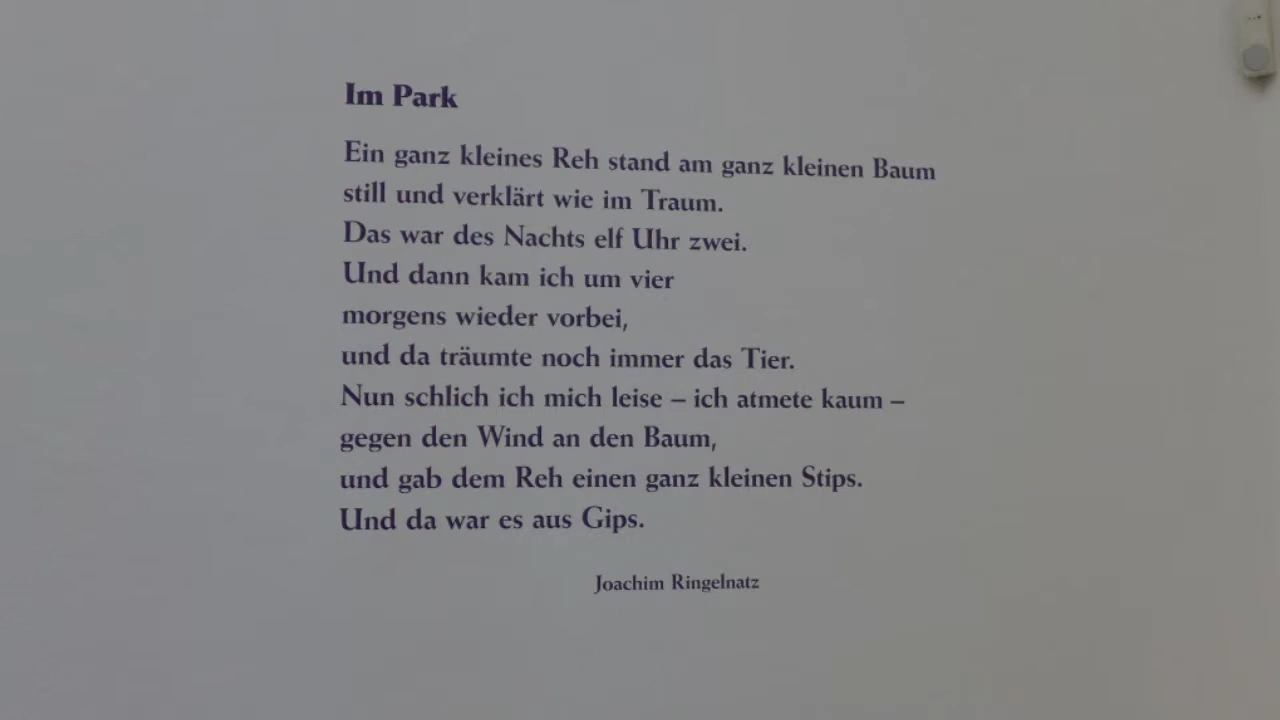 Im Park
Ein ganz kleines Reh stand am ganz kleinen Baum
still und verklärt wie im Traum.
Das war des Nachts elf Uhr zwei.
Und dann kam ich um vier
morgens wieder vorbei,
und da träumte noch immer das Tier.
Nun schlich ich mich leise – ich atmete kaum –
gegen den Wind an den Baum,
und gab dem Reh einen ganz kleinen Stips.
Und da war es aus Gips.
Joachim Ringelnatz